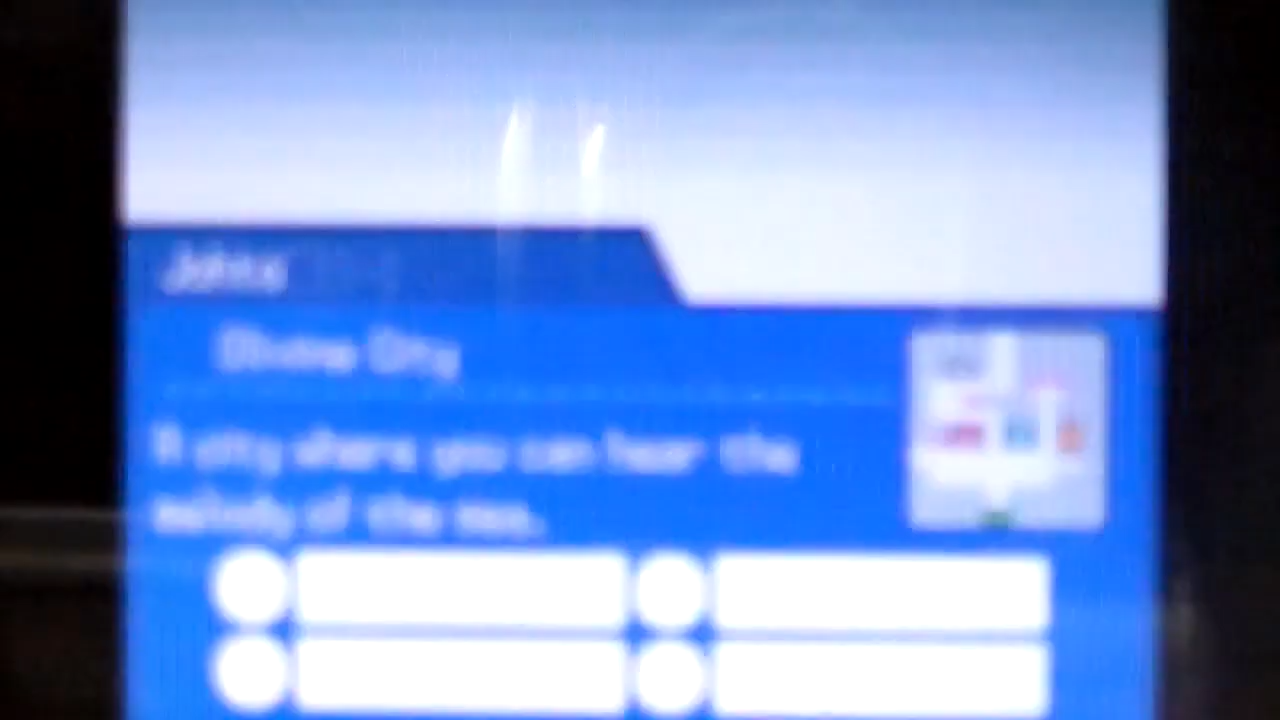 Johto
Olivine City
A city where you can hear the
melody of the sea.